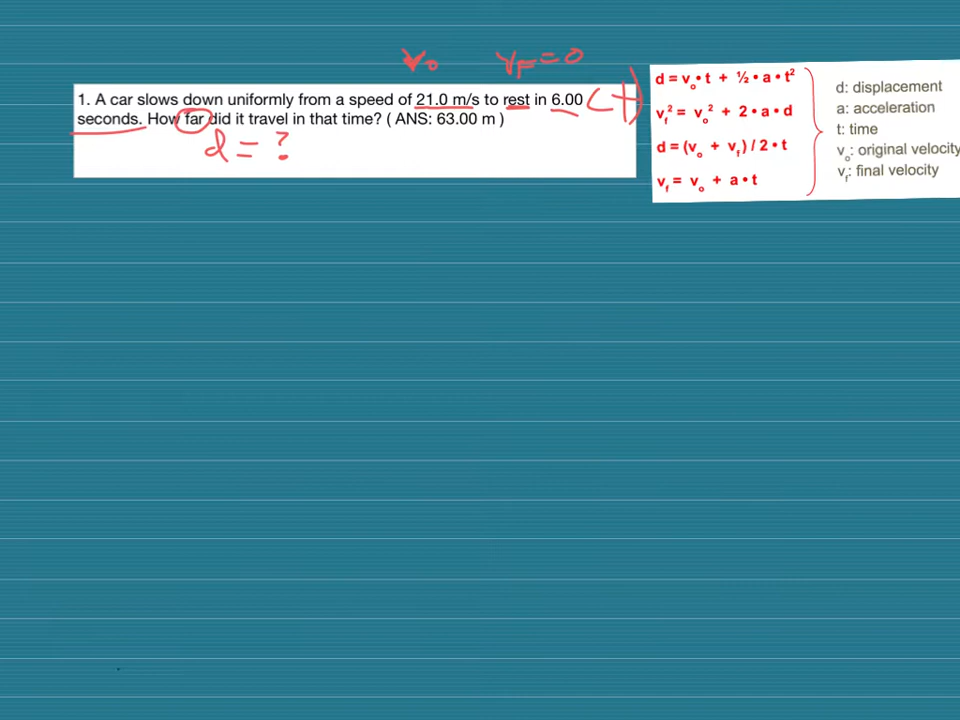 v₀ v_F = 0
1. A car slows down uniformly from a speed of 21.0 m/s to rest in 6.00 (t)
seconds. How far did it travel in that time? ( ANS: 63.00 m )
d = ?
d = v₀•t + ½•a•t²
v_f² = v₀² + 2•a•d
d = (v₀ + v_f) / 2•t
v_f = v₀ + a•t
d: displacement
a: acceleration
t: time
v₀: original velocity
v_f: final velocity